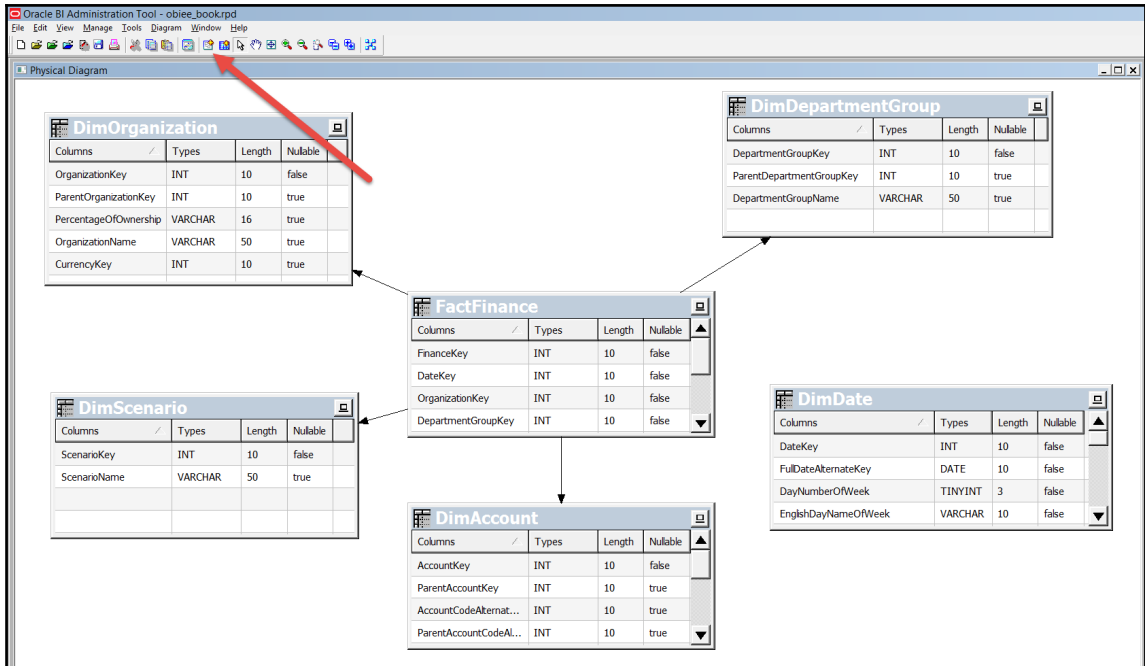 Oracle BI Administration Tool - obiee_book.rpd
File Edit View Manage Tools Diagram Window Help
Physical Diagram
DimOrganization
Columns Types Length Nullable
OrganizationKey INT 10 false
ParentOrganizationKey INT 10 true
PercentageOfOwnership VARCHAR 16 true
OrganizationName VARCHAR 50 true
CurrencyKey INT 10 true
DimDepartmentGroup
Columns Types Length Nullable
DepartmentGroupKey INT 10 false
ParentDepartmentGroupKey INT 10 true
DepartmentGroupName VARCHAR 50 true
FactFinance
Columns Types Length Nullable
FinanceKey INT 10 false
DateKey INT 10 false
OrganizationKey INT 10 false
DepartmentGroupKey INT 10 false
DimScenario
Columns Types Length Nullable
ScenarioKey INT 10 false
ScenarioName VARCHAR 50 true
DimDate
Columns Types Length Nullable
DateKey INT 10 false
FullDateAlternateKey DATE 10 false
DayNumberOfWeek TINYINT 3 false
EnglishDayNameOfWeek VARCHAR 10 false
DimAccount
Columns Types Length Nullable
AccountKey INT 10 false
ParentAccountKey INT 10 true
AccountCodeAlternat... INT 10 true
ParentAccountCodeAl... INT 10 true